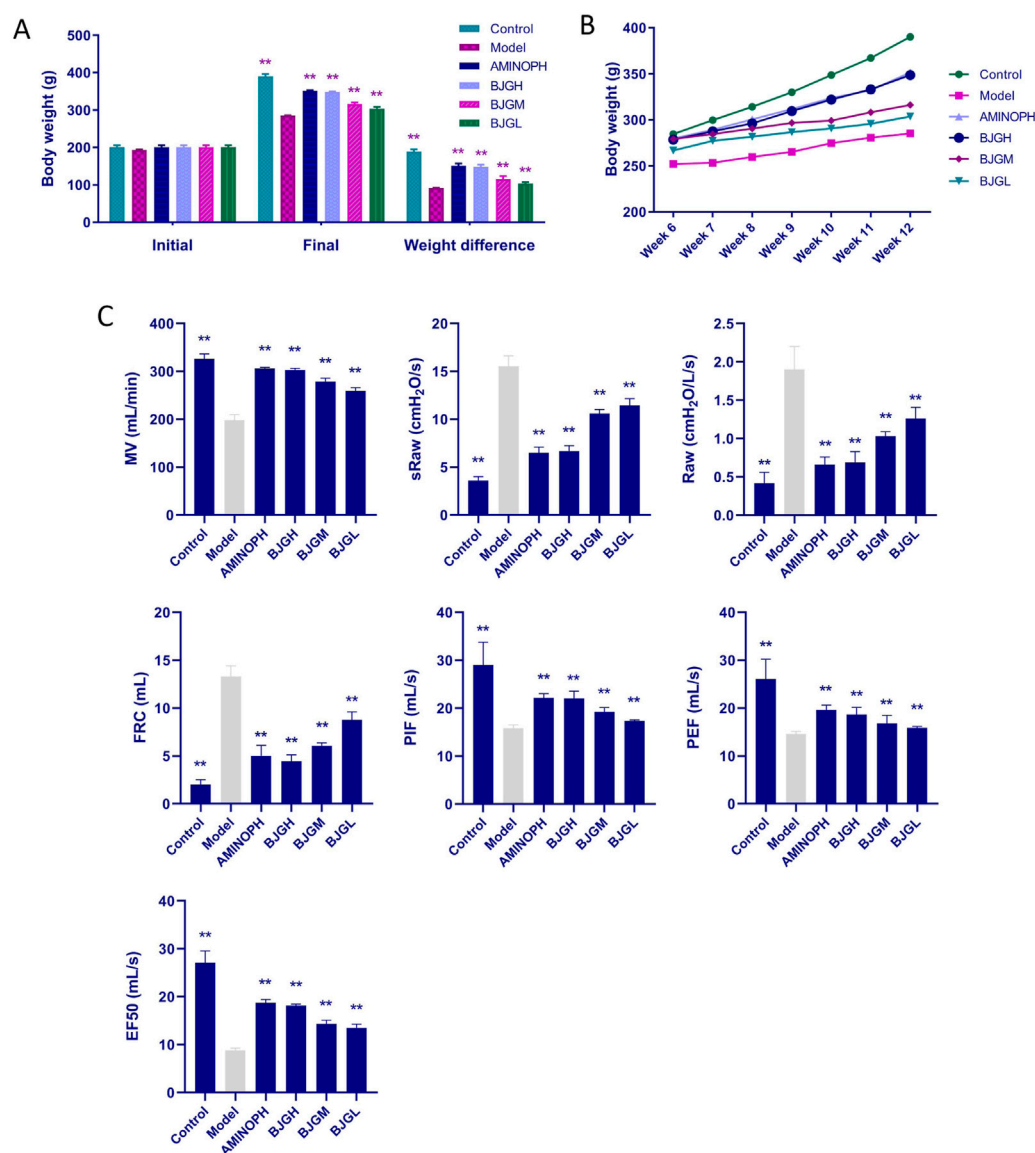 A
Body weight (g)
500
400
300
200
100
0
**
**
**
**
**
**
**
**
**
**
Initial
Final
Weight difference
Control
Model
AMINOPH
BJGH
BJGM
BJGL
B
Body weight (g)
400
350
300
250
200
Week 6
Week 7
Week 8
Week 9
Week 10
Week 11
Week 12
Control
Model
AMINOPH
BJGH
BJGM
BJGL
C
MV (mL/min)
400
300
200
100
0
**
**
**
**
**
Control
Model
AMINOPH
BJGH
BJGM
BJGL
sRaw (cmH₂O/s)
20
15
10
5
0
**
**
**
**
**
Control
Model
AMINOPH
BJGH
BJGM
BJGL
Raw (cmH₂O/L/s)
2.5
2.0
1.5
1.0
0.5
0.0
**
**
**
**
**
Control
Model
AMINOPH
BJGH
BJGM
BJGL
FRC (mL)
20
15
10
5
0
**
**
**
**
**
Control
Model
AMINOPH
BJGH
BJGM
BJGL
PIF (mL/s)
40
30
20
10
0
**
**
**
**
**
Control
Model
AMINOPH
BJGH
BJGM
BJGL
PEF (mL/s)
40
30
20
10
0
**
**
**
**
**
Control
Model
AMINOPH
BJGH
BJGM
BJGL
EF50 (mL/s)
40
30
20
10
0
**
**
**
**
**
Control
Model
AMINOPH
BJGH
BJGM
BJGL